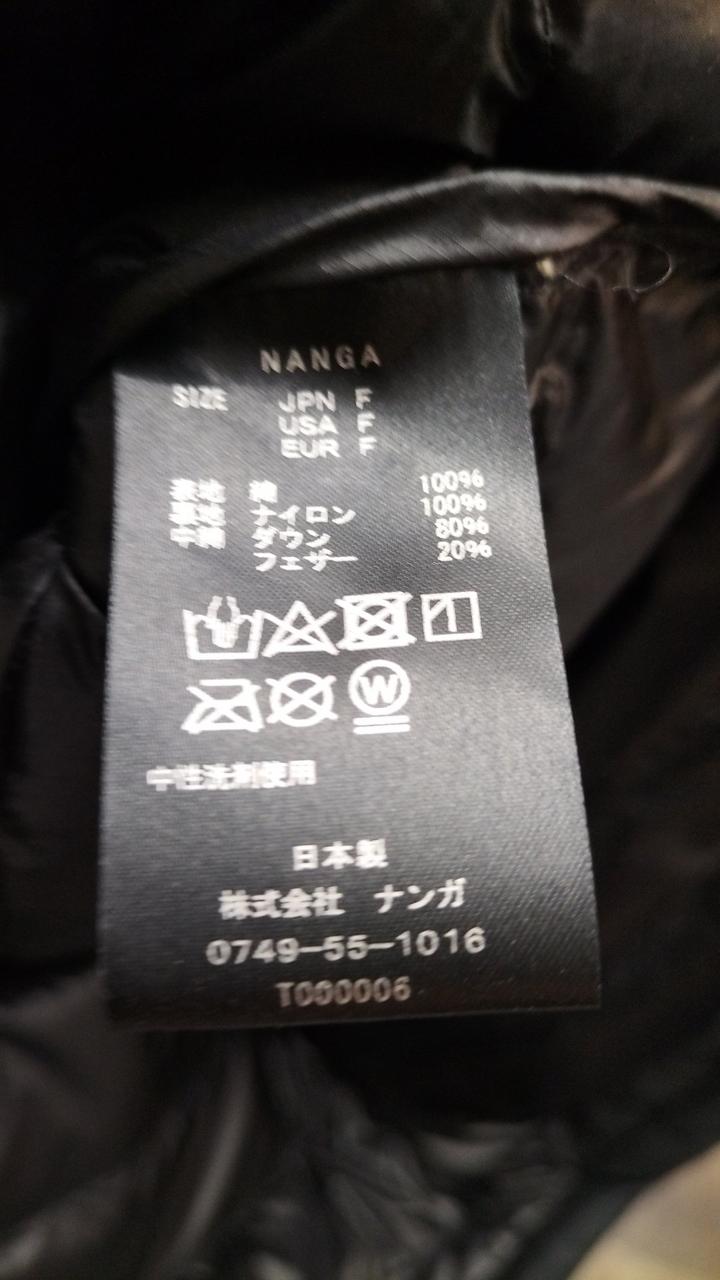 NANGA
SIZE JPN F
USA F
EUR F
表地 綿 100%
裏地 ナイロン 100%
中綿 ダウン 80%
フェザー 20%
W
中性洗剤使用
日本製
株式会社 ナンガ
0749-55-1016
T000006